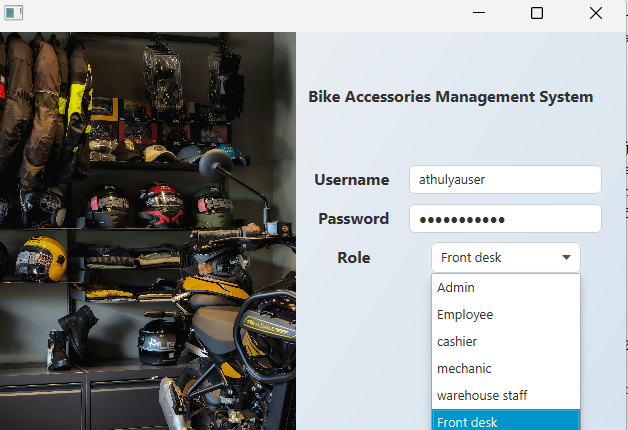 Bike Accessories Management System
Username athulyauser
Password ●●●●●●●●●●●
Role Front desk
Admin
Employee
cashier
mechanic
warehouse staff
Front desk